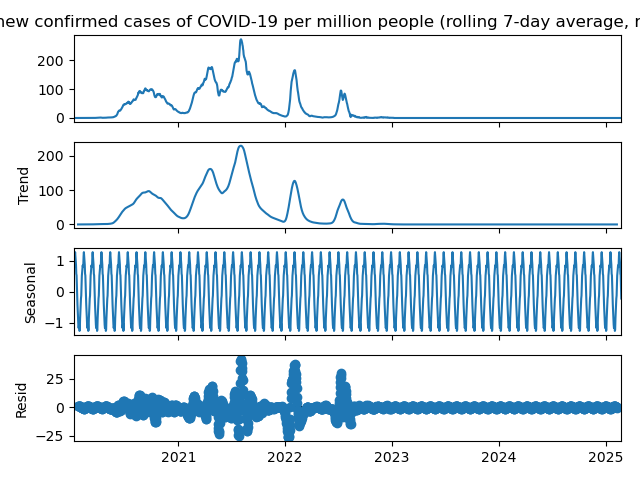 new confirmed cases of COVID-19 per million people (rolling 7-day average,
200
100
0
200
100
0
Trend
1
0
−1
Seasonal
25
0
−25
Resid
2021 2022 2023 2024 2025